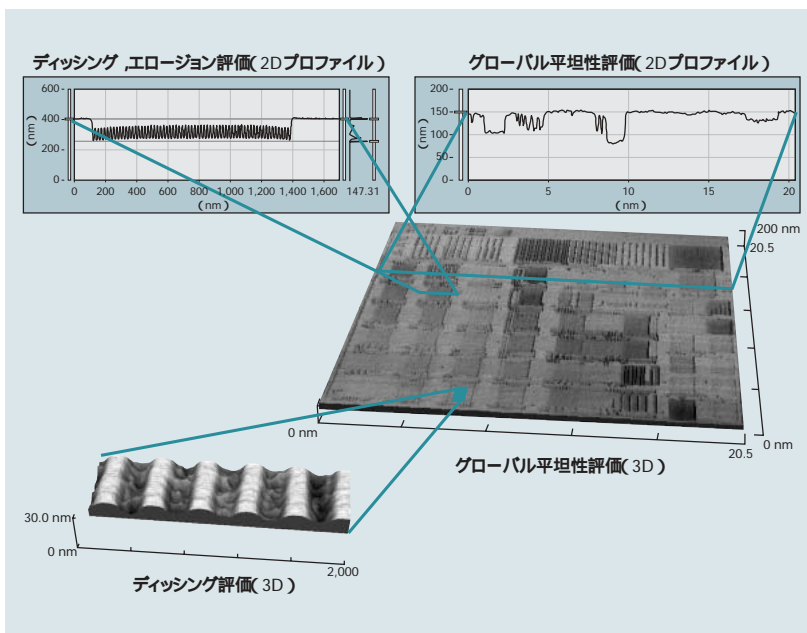 ディッシング,エロージョン評価(2Dプロファイル)
600
400
200
0
(nm)
0 200 400 600 800 1,000 1,200 1,400 1,600 147.31
(nm)
グローバル平坦性評価(2Dプロファイル)
200
150
100
50
0
(nm)
0 5 10 15 20
(nm)
200 nm
20.5
0 nm
0 nm
20.5
グローバル平坦性評価(3D)
30.0 nm
0 nm
2,000
ディッシング評価(3D)